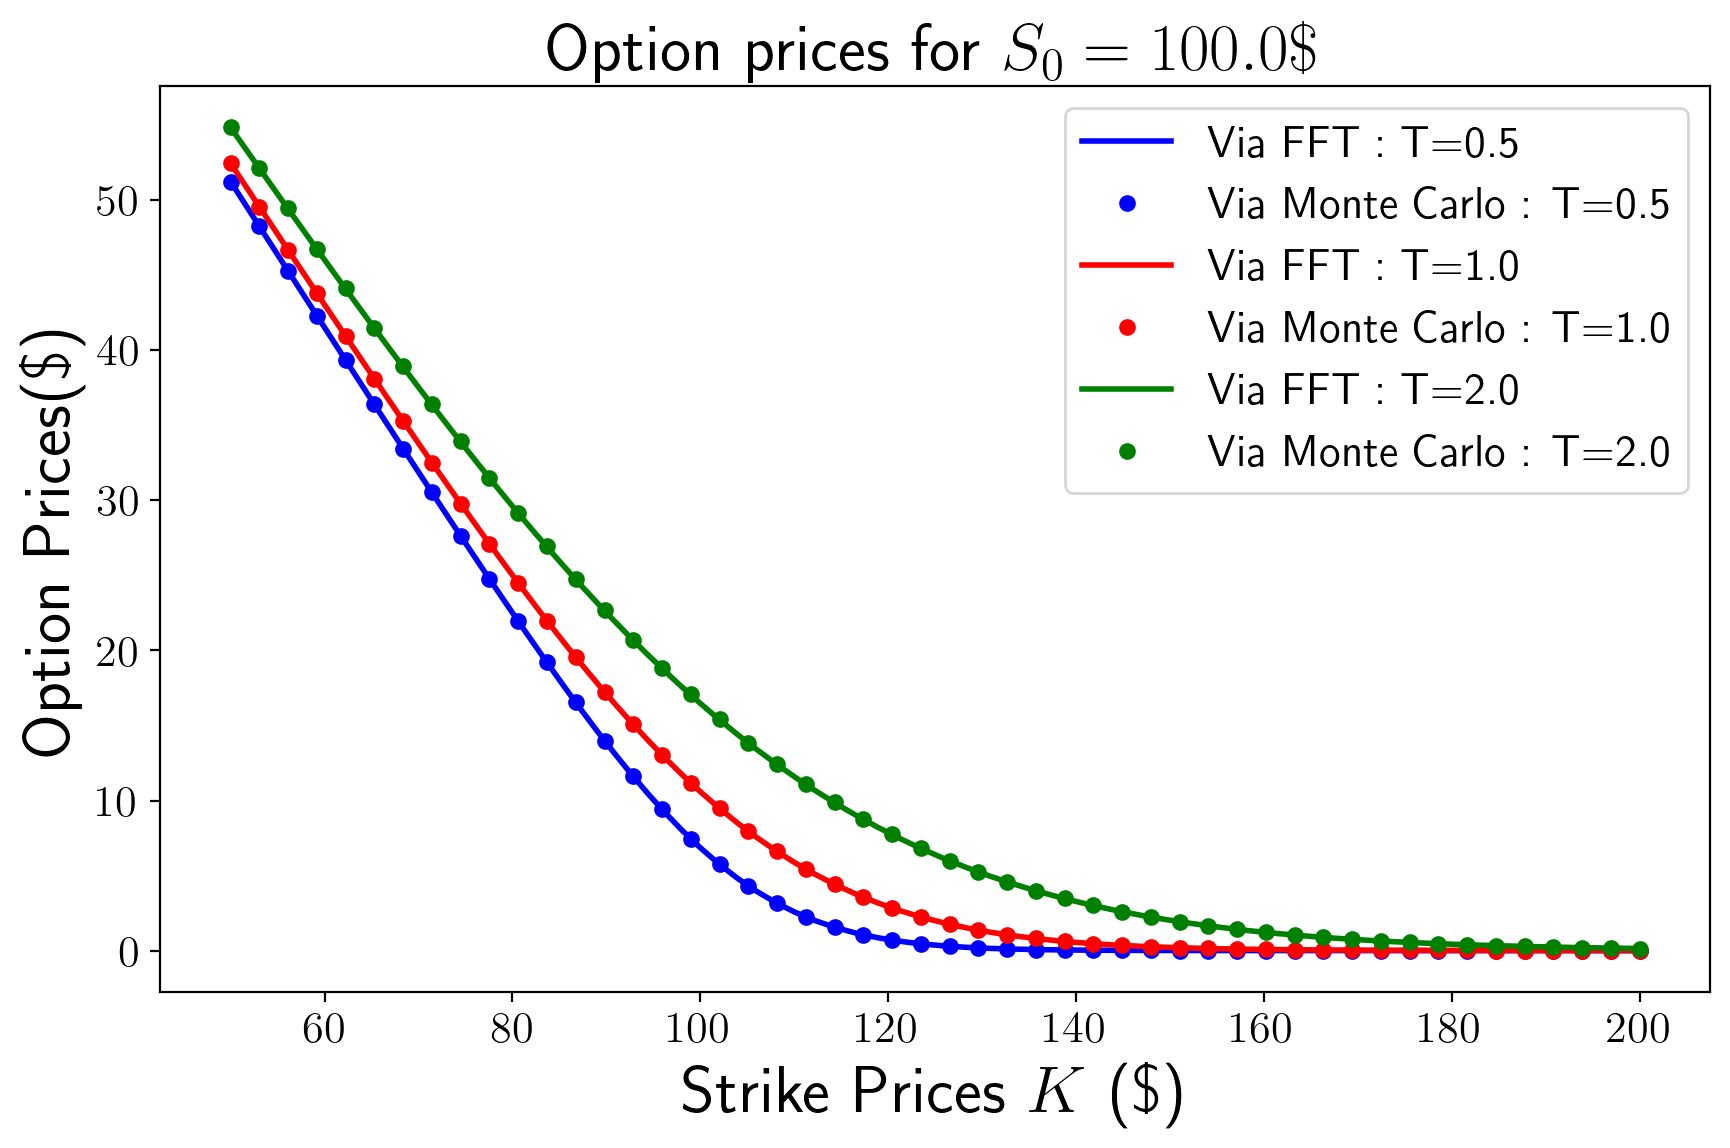 Option prices for S₀ = 100.0$
Via FFT : T=0.5
Via Monte Carlo : T=0.5
Via FFT : T=1.0
Via Monte Carlo : T=1.0
Via FFT : T=2.0
Via Monte Carlo : T=2.0
Option Prices($)
50
40
30
20
10
0
60 80 100 120 140 160 180 200
Strike Prices K ($)